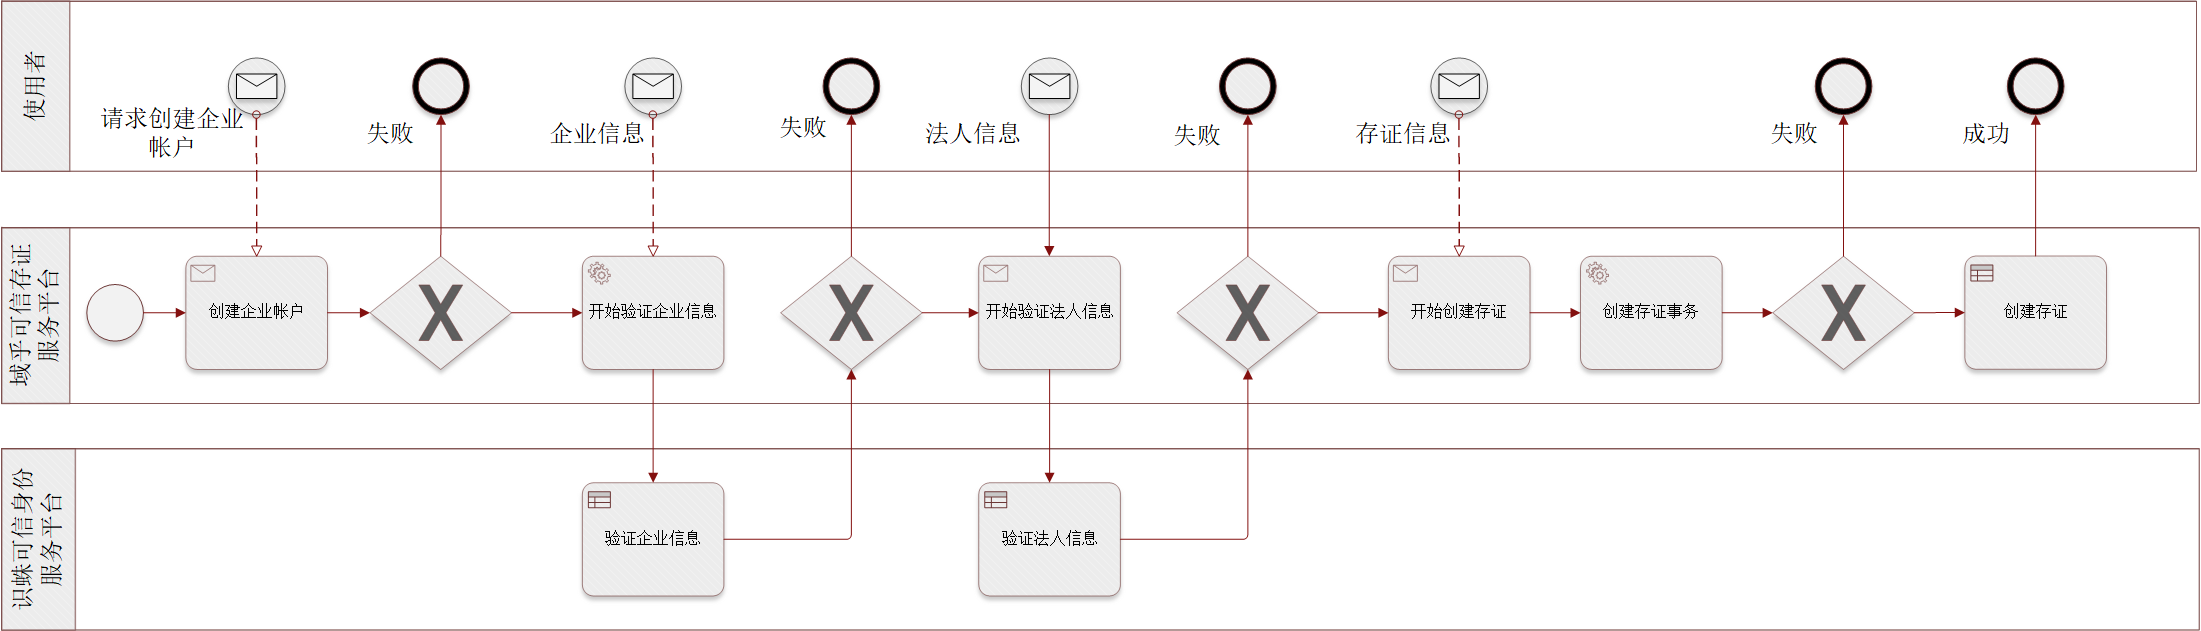 使用者
请求创建企业
帐户
失败
企业信息
失败
法人信息
失败
存证信息
失败
成功
域乎可信存证
服务平台
创建企业帐户
X
开始验证企业信息
X
开始验证法人信息
X
开始创建存证
创建存证事务
X
创建存证
识蛛可信身份
服务平台
验证企业信息
验证法人信息